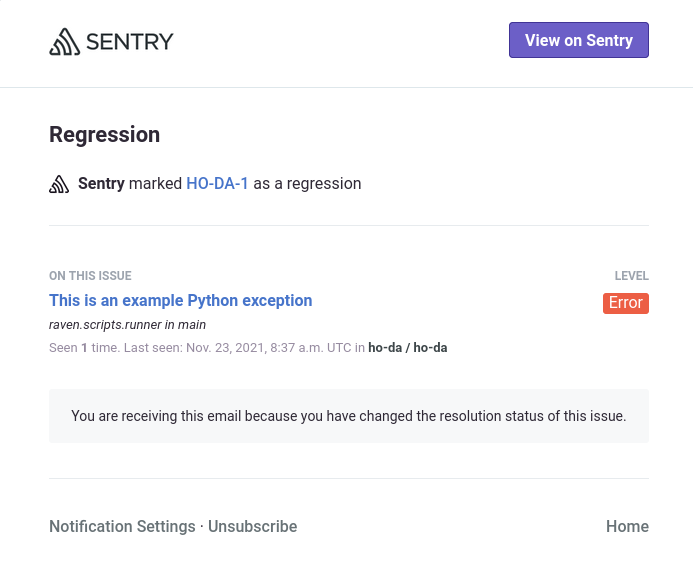 SENTRY
View on Sentry
Regression
Sentry marked HO-DA-1 as a regression
ON THIS ISSUE
LEVEL
This is an example Python exception
Error
raven.scripts.runner in main
Seen 1 time. Last seen: Nov. 23, 2021, 8:37 a.m. UTC in ho-da / ho-da
You are receiving this email because you have changed the resolution status of this issue.
Notification Settings · Unsubscribe
Home